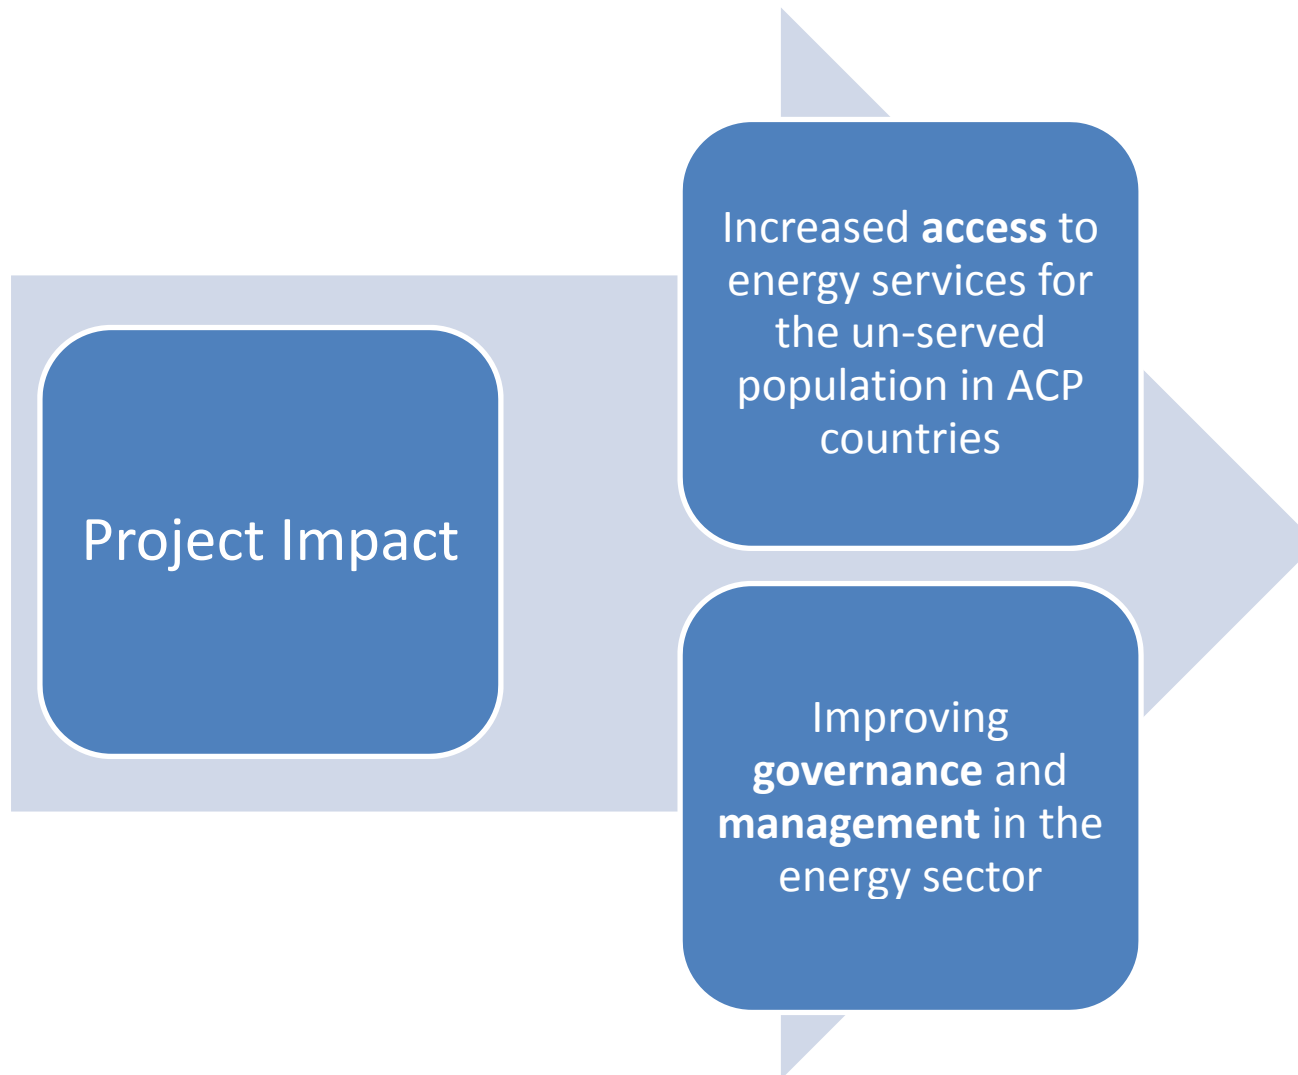 Project Impact
Increased access to
energy services for
the un-served
population in ACP
countries
Improving
governance and
management in the
energy sector